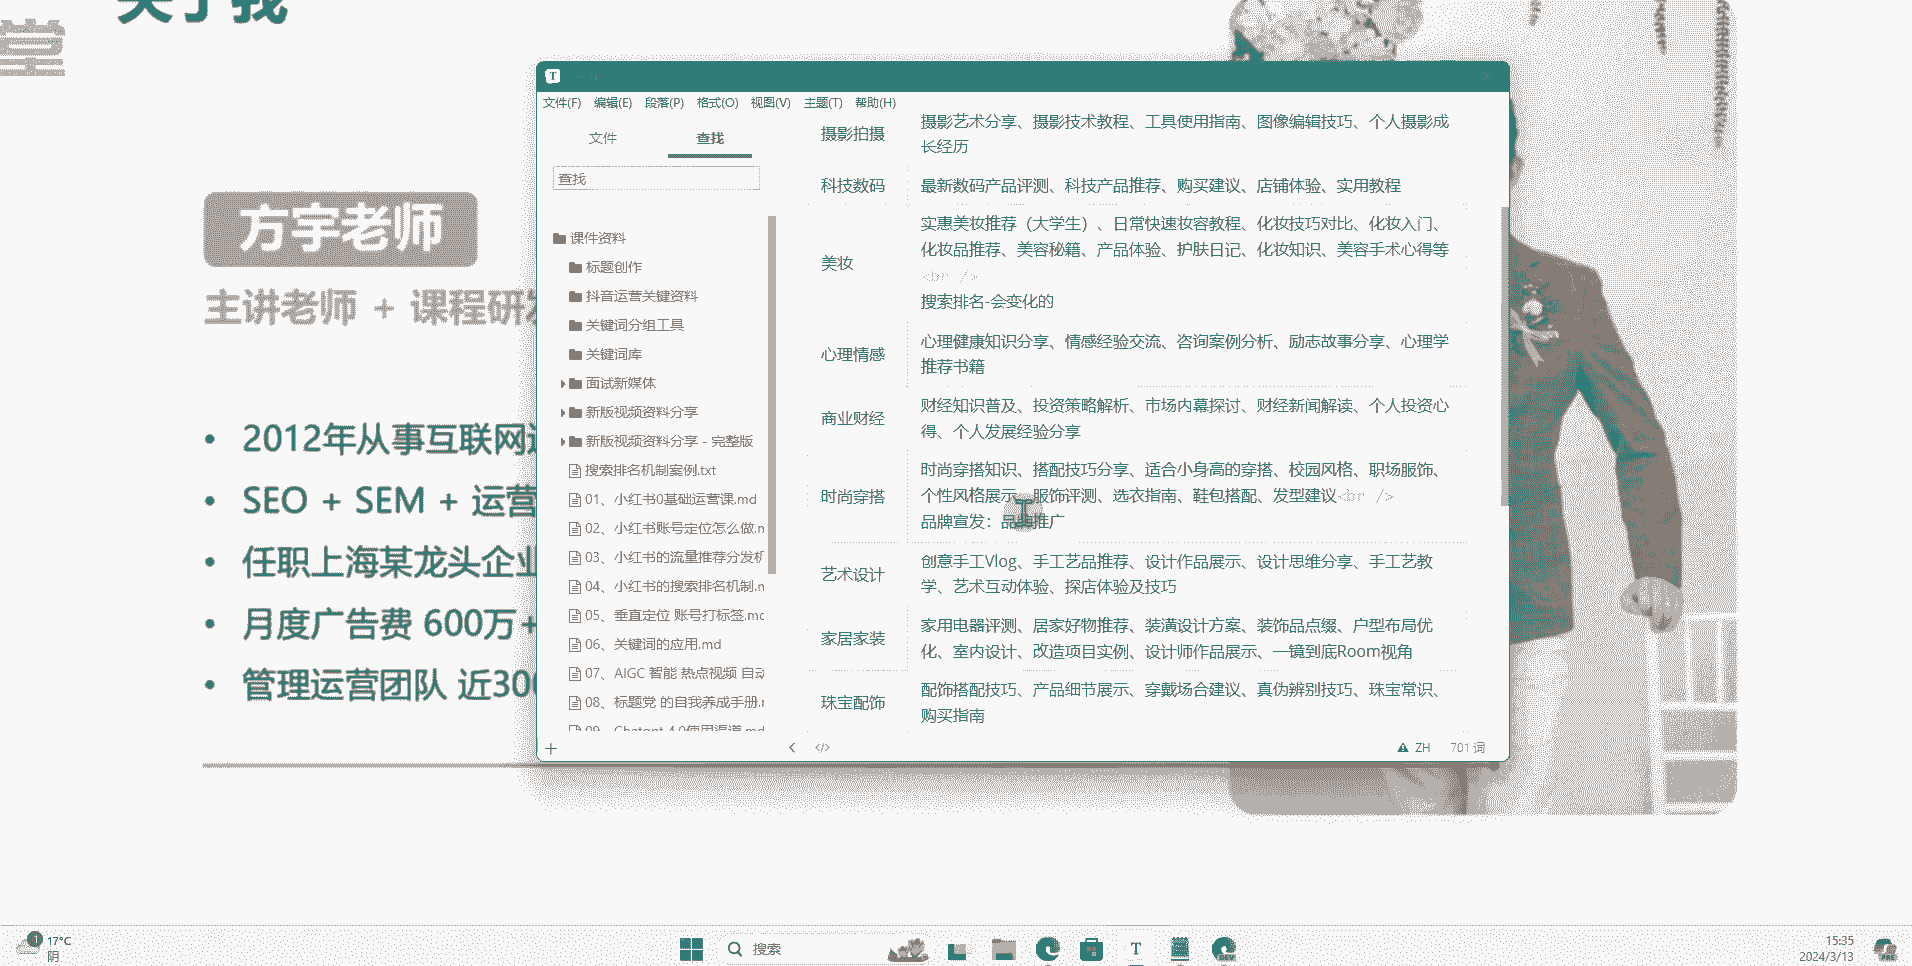 关于我
堂
方宇老师
主讲老师 + 课程研发
2012年从事互联网
SEO + SEM + 运营
任职上海某龙头企业
月度广告费 600万+
管理运营团队 近300
T
文件(F) 编辑(E) 段落(P) 格式(O) 视图(V) 主题(T) 帮助(H)
文件 查找
查找
课件资料
标题创作
抖音运营关键资料
关键词分组工具
关键词库
面试新媒体
新版视频资料分享
新版视频资料分享 - 完整版
搜索排名机制案例.txt
01、小红书0基础运营课.md
02、小红书账号定位怎么做.m
03、小红书的流量推荐分发机
04、小红书的搜索排名机制.m
05、垂直定位 账号打标签.md
06、关键词的应用.md
07、AIGC 智能 热点视频 自动
08、标题党 的自我养成手册.m
09、Chatgpt 4.0使用渠道.md
摄影拍摄
摄影艺术分享、摄影技术教程、工具使用指南、图像编辑技巧、个人摄影成
长经历
科技数码
最新数码产品评测、科技产品推荐、购买建议、店铺体验、实用教程
美妆
实惠美妆推荐（大学生）、日常快速妆容教程、化妆技巧对比、化妆入门、
化妆品推荐、美容秘籍、产品体验、护肤日记、化妆知识、美容手术心得等
<br />
搜索排名-会变化的
心理情感
心理健康知识分享、情感经验交流、咨询案例分析、励志故事分享、心理学
推荐书籍
商业财经
财经知识普及、投资策略解析、市场内幕探讨、财经新闻解读、个人投资心
得、个人发展经验分享
时尚穿搭
时尚穿搭知识、搭配技巧分享、适合小身高的穿搭、校园风格、职场服饰、
个性风格展示、服饰评测、选衣指南、鞋包搭配、发型建议<br />
品牌宣发：品牌推广
艺术设计
创意手工Vlog、手工艺品推荐、设计作品展示、设计思维分享、手工艺教
学、艺术互动体验、探店体验及技巧
家居家装
家用电器评测、居家好物推荐、装潢设计方案、装饰品点缀、户型布局优
化、室内设计、改造项目实例、设计师作品展示、一镜到底Room视角
珠宝配饰
配饰搭配技巧、产品细节展示、穿戴场合建议、真伪辨别技巧、珠宝常识、
购买指南
</> ZH 701 词
1 17°C
阴
搜索
T
DEV
15:35
2024/3/13
PRE